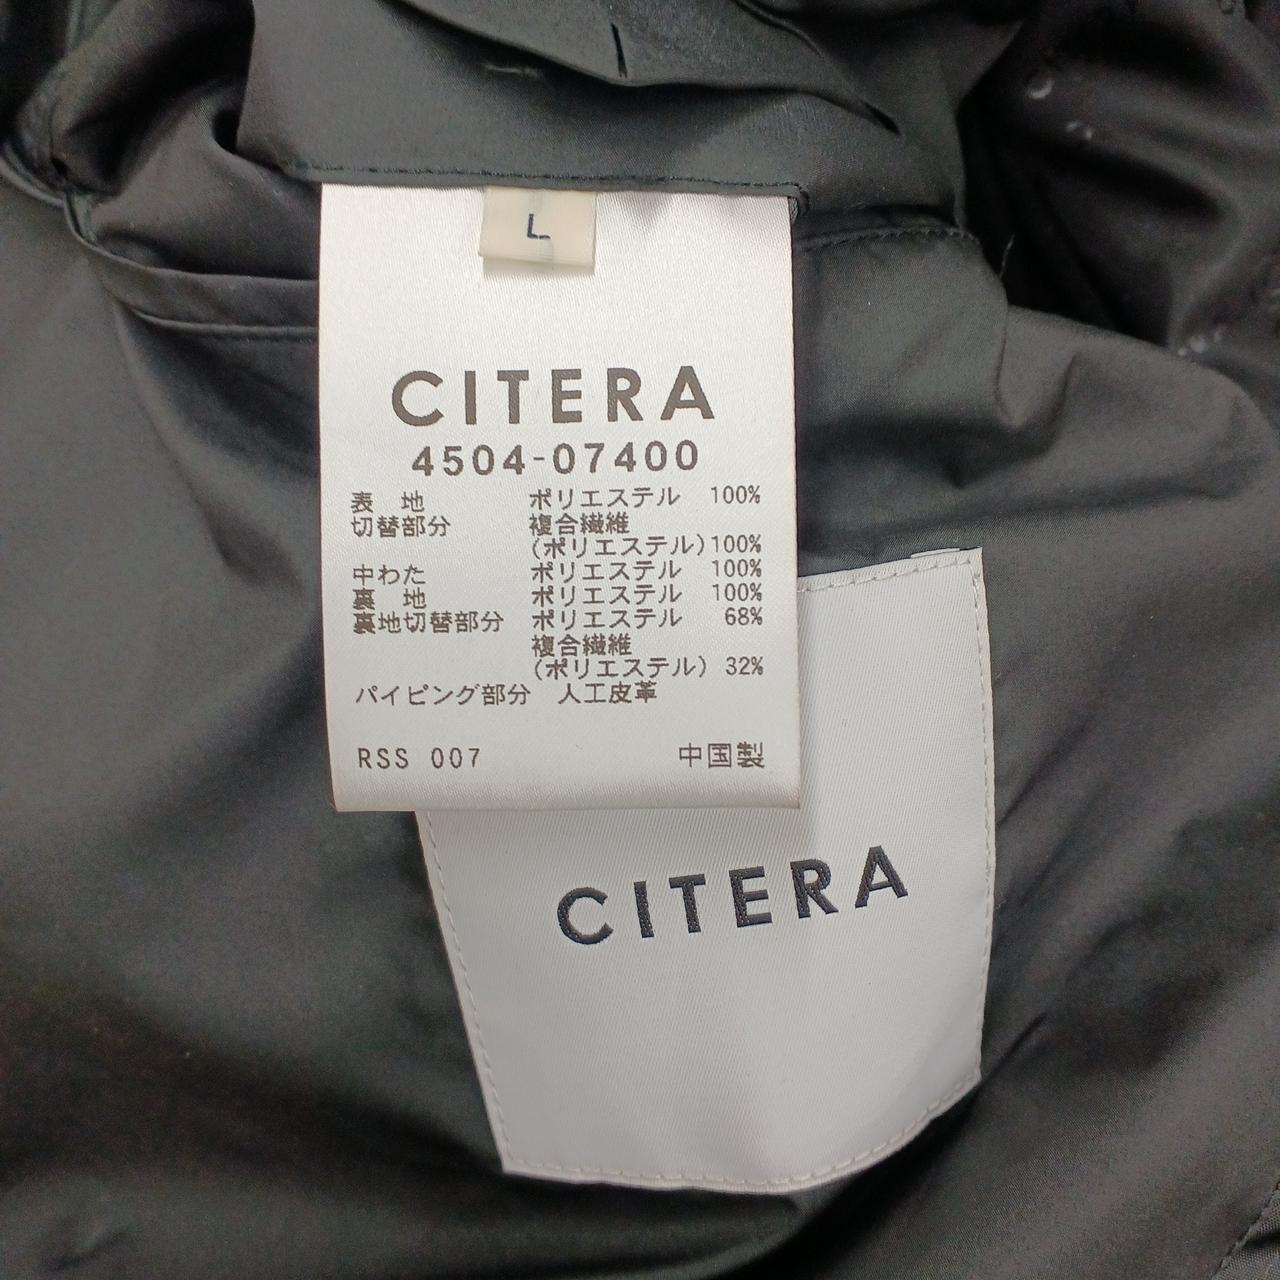 L
CITERA
4504-07400
表 地 ポリエステル 100%
切替部分 複合繊維
(ポリエステル)100%
中わた ポリエステル 100%
裏 地 ポリエステル 100%
裏地切替部分 ポリエステル 68%
複合繊維
(ポリエステル) 32%
パイピング部分 人工皮革
RSS 007 中国製
CITERA